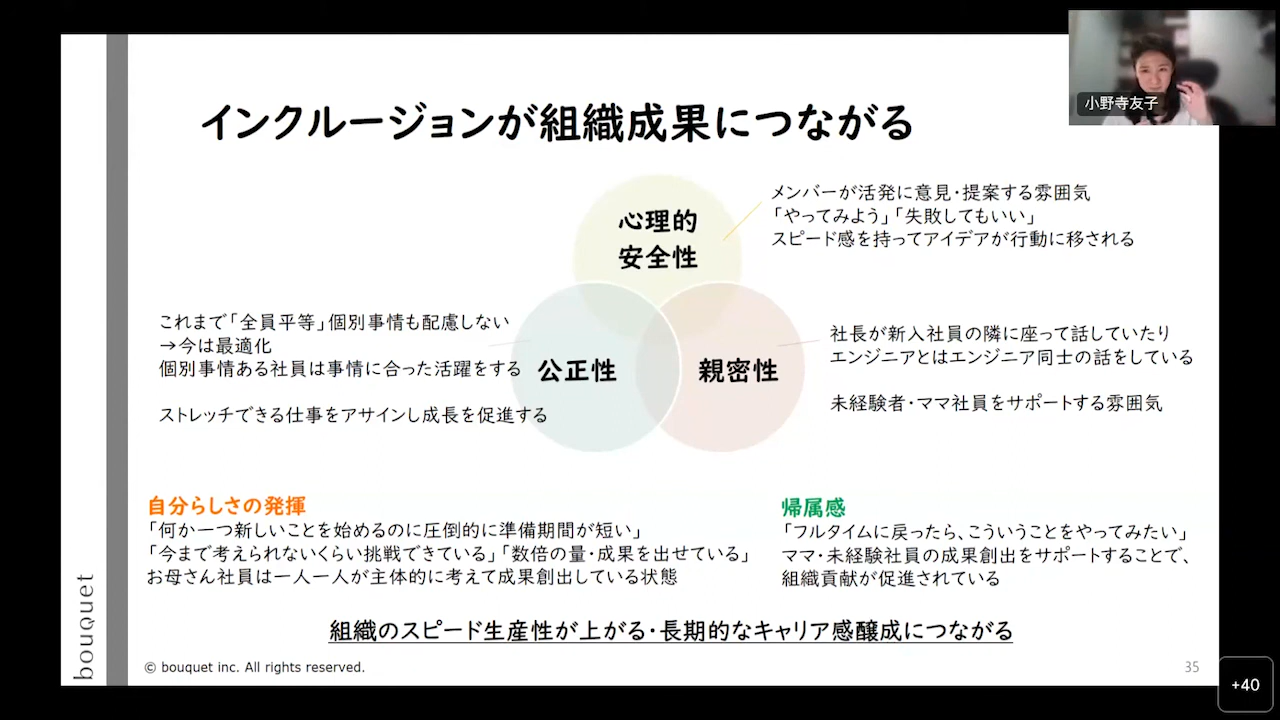 小野寺友子
インクルージョンが組織成果につながる
心理的
安全性
メンバーが活発に意見・提案する雰囲気
「やってみよう」「失敗してもいい」
スピード感を持ってアイデアが行動に移される
これまで「全員平等」個別事情も配慮しない
→今は最適化
個別事情ある社員は事情に合った活躍をする
ストレッチできる仕事をアサインし成長を促進する
公正性
親密性
社長が新入社員の隣に座って話していたり
エンジニアとはエンジニア同士の話をしている
未経験者・ママ社員をサポートする雰囲気
自分らしさの発揮
「何か一つ新しいことを始めるのに圧倒的に準備期間が短い」
「今まで考えられないくらい挑戦できている」「数倍の量・成果を出せている」
お母さん社員は一人一人が主体的に考えて成果創出している状態
帰属感
「フルタイムに戻ったら、こういうことをやってみたい」
ママ・未経験社員の成果創出をサポートすることで、
組織貢献が促進されている
組織のスピード生産性が上がる・長期的なキャリア感醸成につながる
bouquet
© bouquet inc. All rights reserved.
35
+40